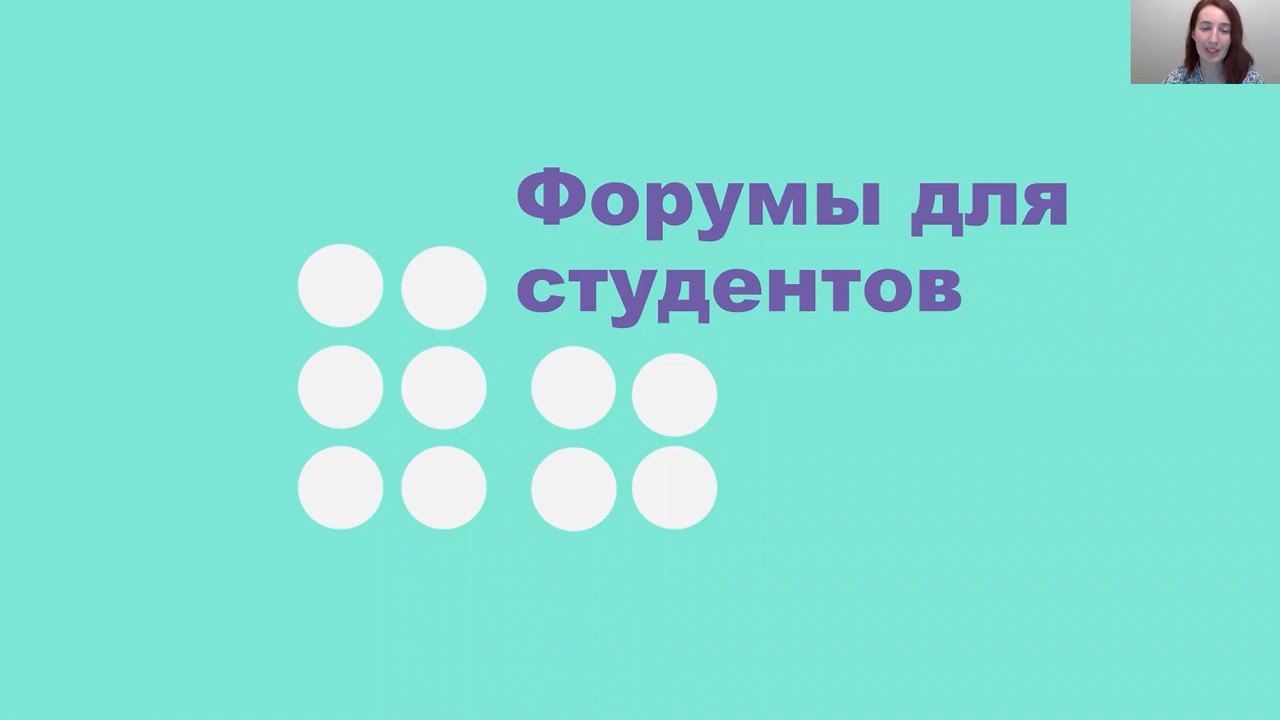 Форумы для
студентов